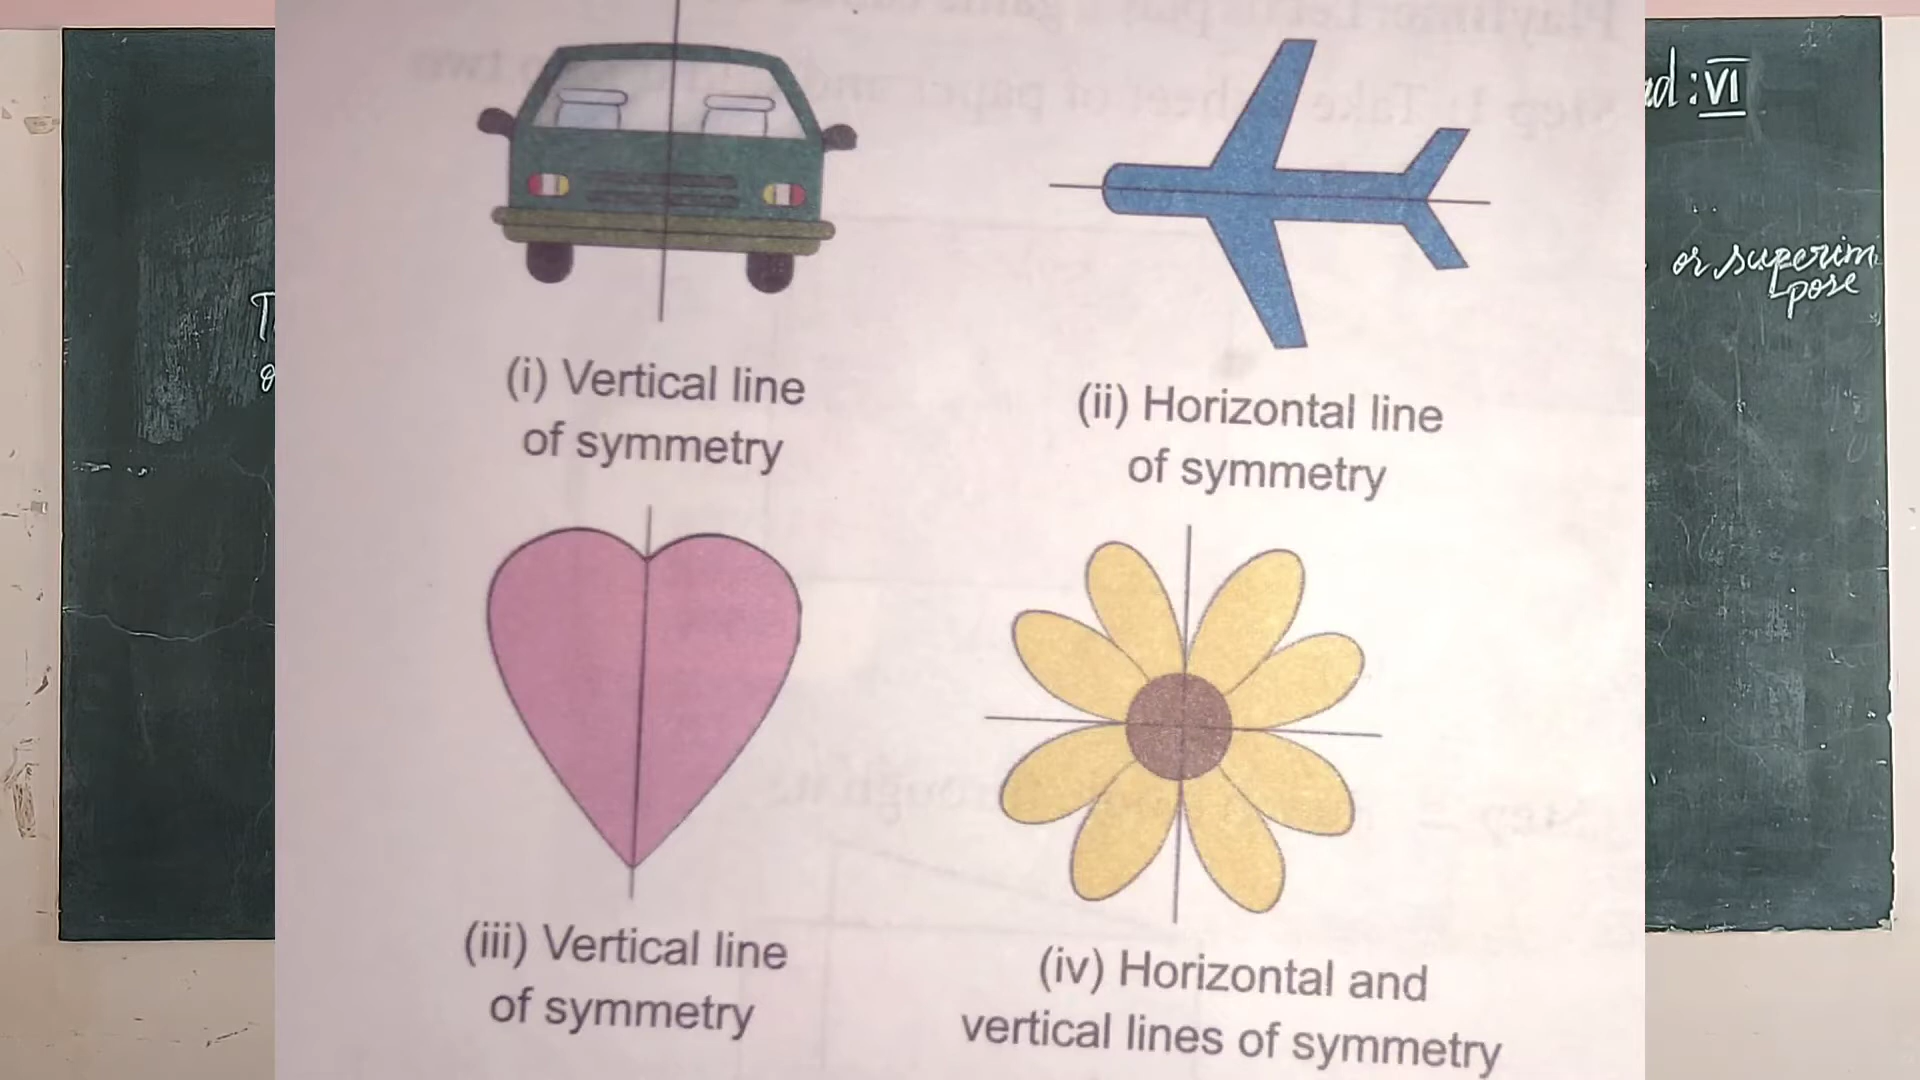 (i) Vertical line
of symmetry
(ii) Horizontal line
of symmetry
(iii) Vertical line
of symmetry
(iv) Horizontal and
vertical lines of symmetry
: VI
or superim
pose